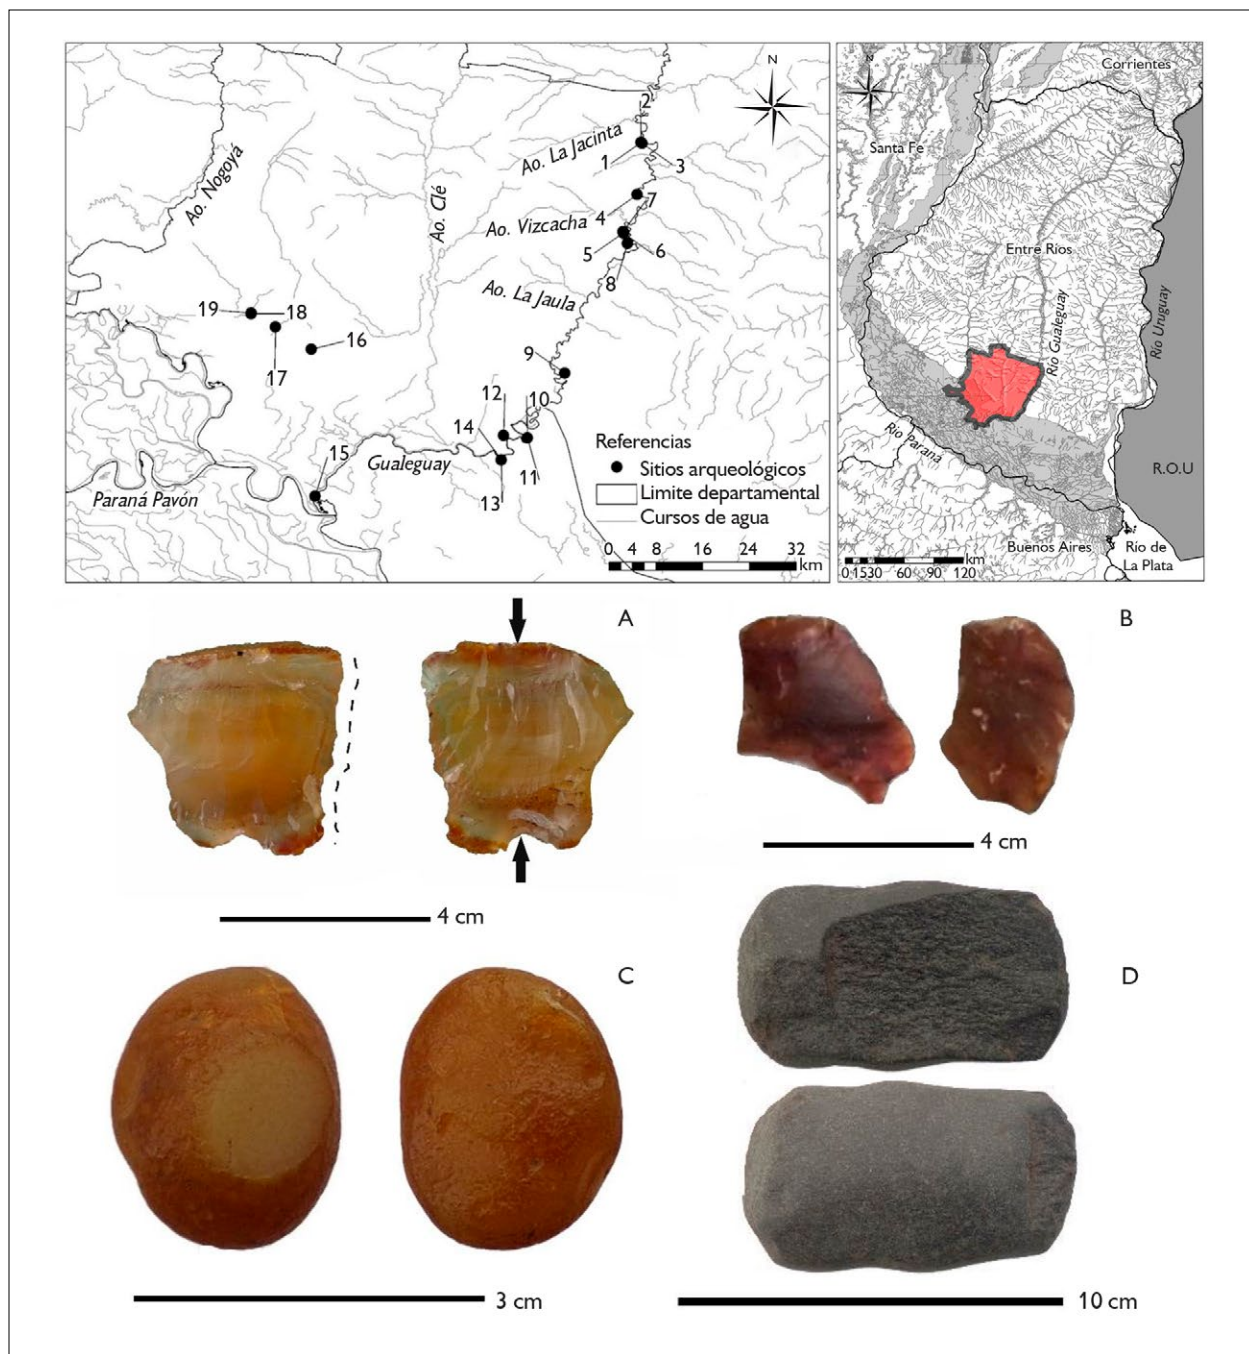 N
2
Ao. La Jacinta
1
3
Ao. Nogoyá
Ao. Clé
7
4
Ao. Vizcacha
5
6
8
Ao. La Jaula
19
18
16
17
9
12
10
14
11
15
Gualeguay
13
Paraná Pavón
Referencias
Sitios arqueológicos
Limite departamental
Cursos de agua
0 4 8 16 24 32
km
N
Corrientes
Santa Fe
Entre Ríos
Río Gualeguay
Río Uruguay
Río Paraná
R.O.U
Buenos Aires
Río de
La Plata
0 1530 60 90 120
km
A
4 cm
B
4 cm
C
3 cm
D
10 cm